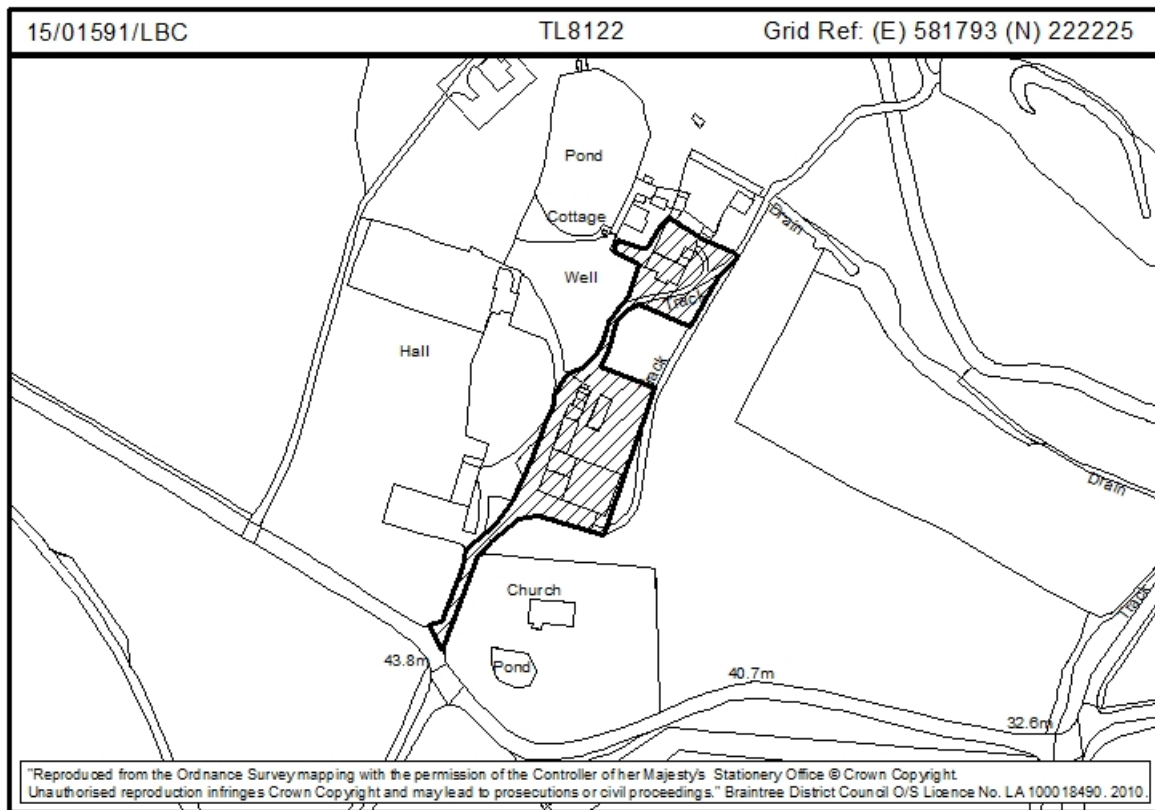 15/01591/LBC TL8122 Grid Ref: (E) 581793 (N) 222225
Pond
Cottage
Drain
Well
Track
Hall
Track
Drain
Church
Track
Pond
43.8m
40.7m
32.6m
"Reproduced from the Ordnance Survey mapping with the permission of the Controller of her Majesty's Stationery Office © Crown Copyright.
Unauthorised reproduction infringes Crown Copyright and may lead to prosecutions or civil proceedings." Braintree District Council O/S Licence No. LA 100018490. 2010.